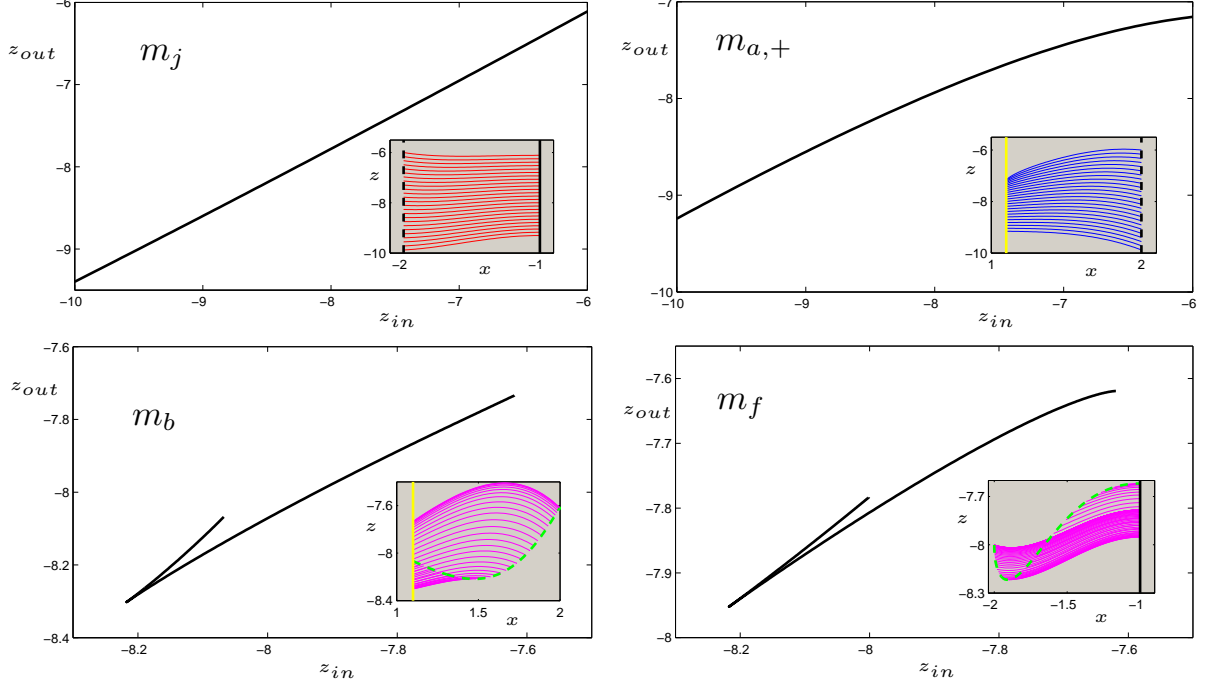 −6
z_out
m_j
−7
−8
−9
−6
z
−8
−10
−2
x
−1
−10 −9 −8 −7 −6
z_in
−7
z_out
m_{a,+}
−8
−9
−10
−6
z
−8
−10
1
x
2
−10 −9 −8 −7 −6
z_in
−7.6
z_out
m_b
−7.8
−8
−8.2
−8.4
−7.6
z
−8
−8.4
1 1.5 2
x
−8.2 −8 −7.8 −7.6
z_in
−7.6
z_out
m_f
−7.7
−7.8
−7.9
−8
−7.7
z
−8
−8.3
−2 −1.5 −1
x
−8.2 −8 −7.8 −7.6
z_in